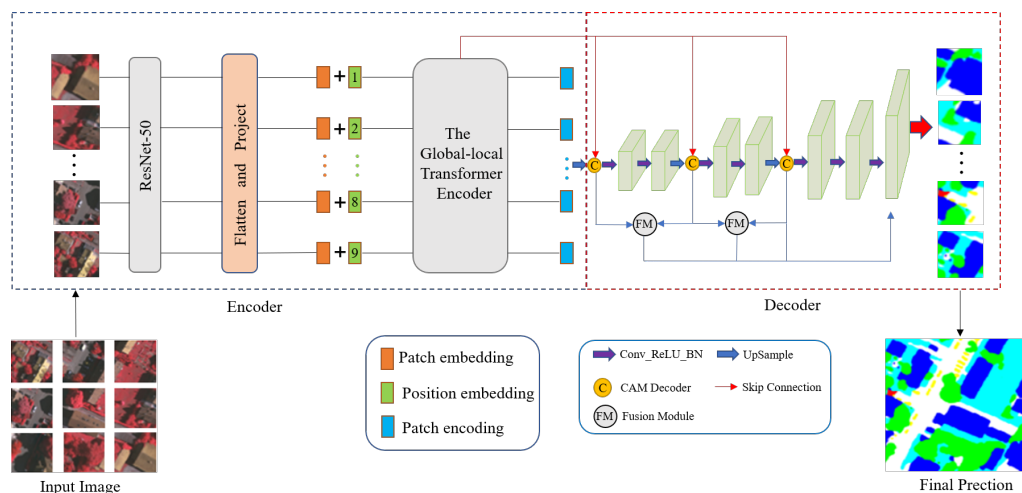 ResNet-50
Flatten and Project
+ 1
+ 2
+ 8
+ 9
The
Global-local
Transformer
Encoder
C
C
C
FM
FM
Encoder
Decoder
Patch embedding
Position embedding
Patch encoding
Conv_ReLU_BN
UpSample
C
CAM Decoder
Skip Connection
FM
Fusion Module
Input Image
Final Prection